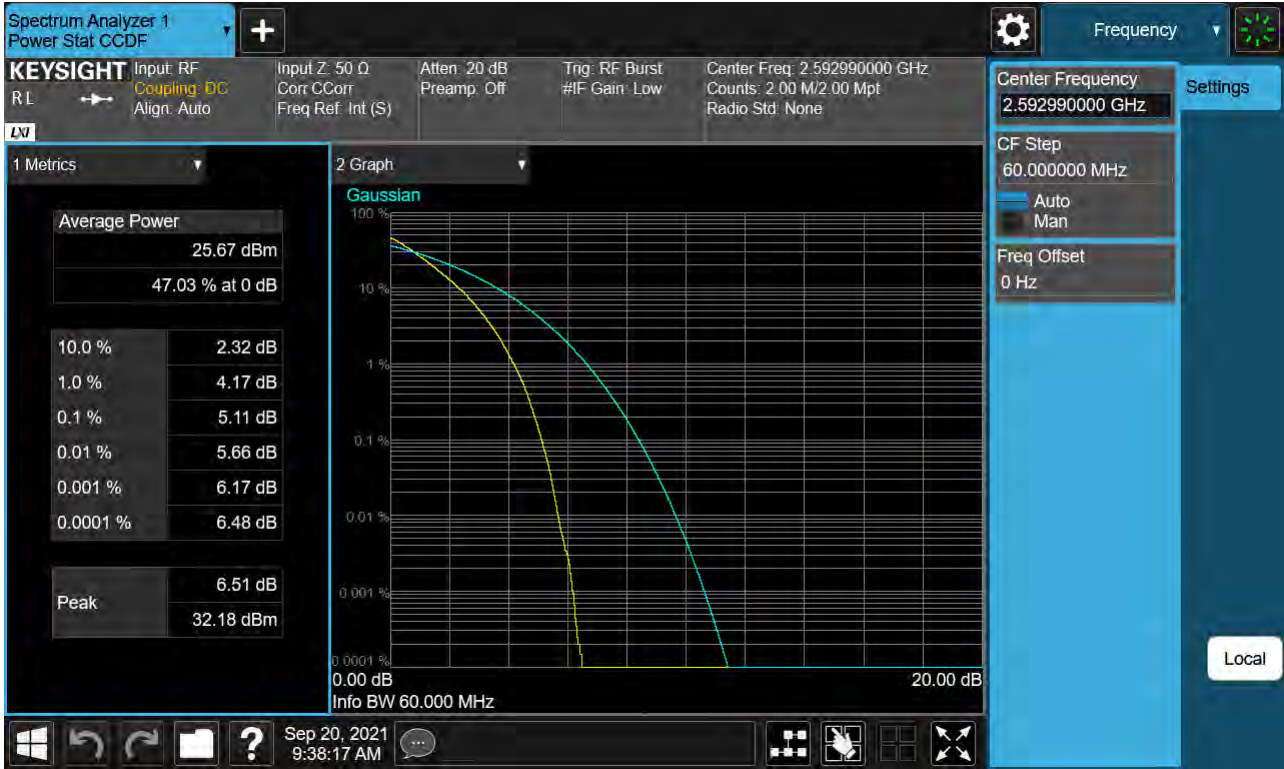 Spectrum Analyzer 1
Power Stat CCDF
Frequency
KEYSIGHT
R L
LXI
Input: RF
Coupling: DC
Align: Auto
Input Z: 50 Ω
Corr CCorr
Freq Ref: Int (S)
Atten: 20 dB
Preamp: Off
Trig: RF Burst
#IF Gain: Low
Center Freq: 2.592990000 GHz
Counts: 2.00 M/2.00 Mpt
Radio Std: None
1 Metrics
Average Power
25.67 dBm
47.03 % at 0 dB
10.0 % 2.32 dB
1.0 % 4.17 dB
0.1 % 5.11 dB
0.01 % 5.66 dB
0.001 % 6.17 dB
0.0001 % 6.48 dB
Peak
6.51 dB
32.18 dBm
2 Graph
Gaussian
100 %
10 %
1 %
0.1 %
0.01 %
0.001 %
0.0001 %
0.00 dB 20.00 dB
Info BW 60.000 MHz
Center Frequency
2.592990000 GHz
CF Step
60.000000 MHz
Auto
Man
Freq Offset
0 Hz
Settings
Local
?
Sep 20, 2021
9:38:17 AM